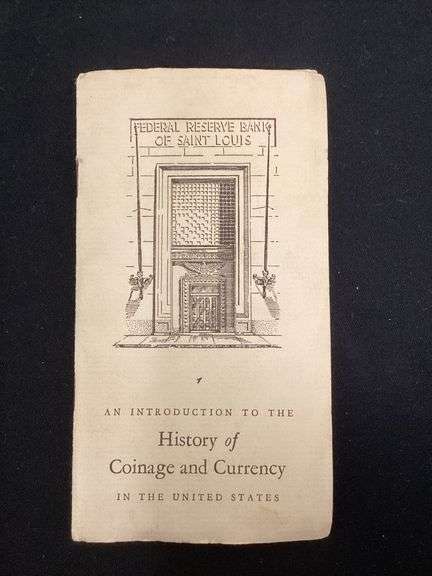 FEDERAL RESERVE BANK
OF SAINT LOUIS
AN INTRODUCTION TO THE
History of
Coinage and Currency
IN THE UNITED STATES